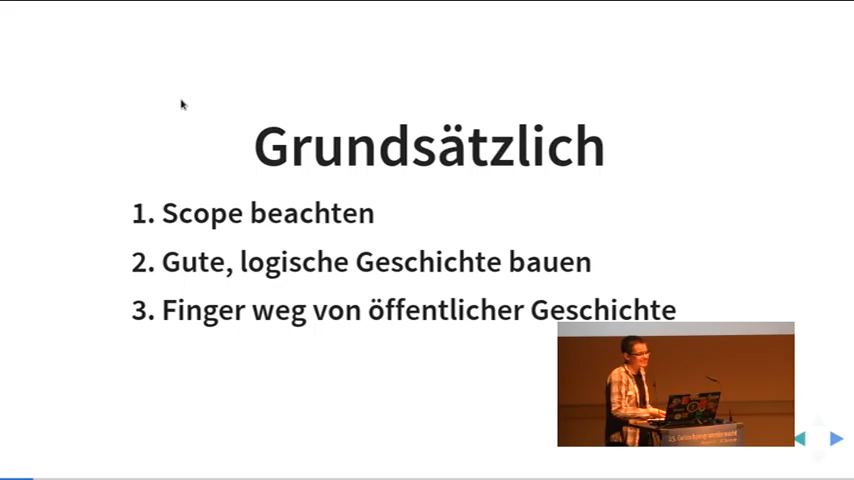 Grundsätzlich
1. Scope beachten
2. Gute, logische Geschichte bauen
3. Finger weg von öffentlicher Geschichte